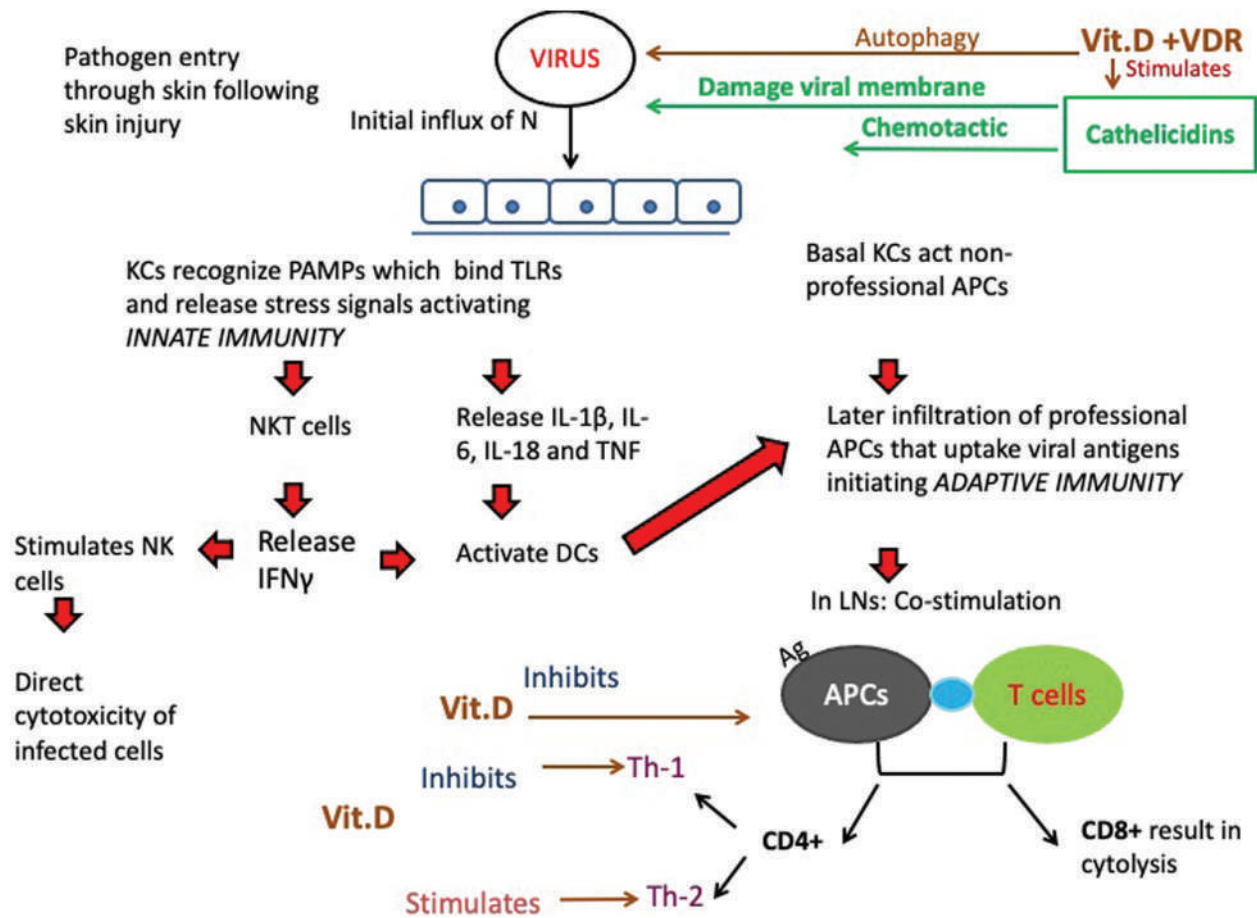 Pathogen entry
through skin following
skin injury
VIRUS
Initial influx of N
Autophagy
Vit.D +VDR
Stimulates
Damage viral membrane
Chemotactic
Cathelicidins
KCs recognize PAMPs which bind TLRs
and release stress signals activating
INNATE IMMUNITY
Basal KCs act non-
professional APCs
NKT cells
Release IL-1β, IL-
6, IL-18 and TNF
Later infiltration of professional
APCs that uptake viral antigens
initiating ADAPTIVE IMMUNITY
Stimulates NK
cells
Release
IFNγ
Activate DCs
In LNs: Co-stimulation
Direct
cytotoxicity of
infected cells
Ag
APCs
T cells
Inhibits
Vit.D
Inhibits
Th-1
Vit.D
CD4+
CD8+ result in
cytolysis
Stimulates
Th-2